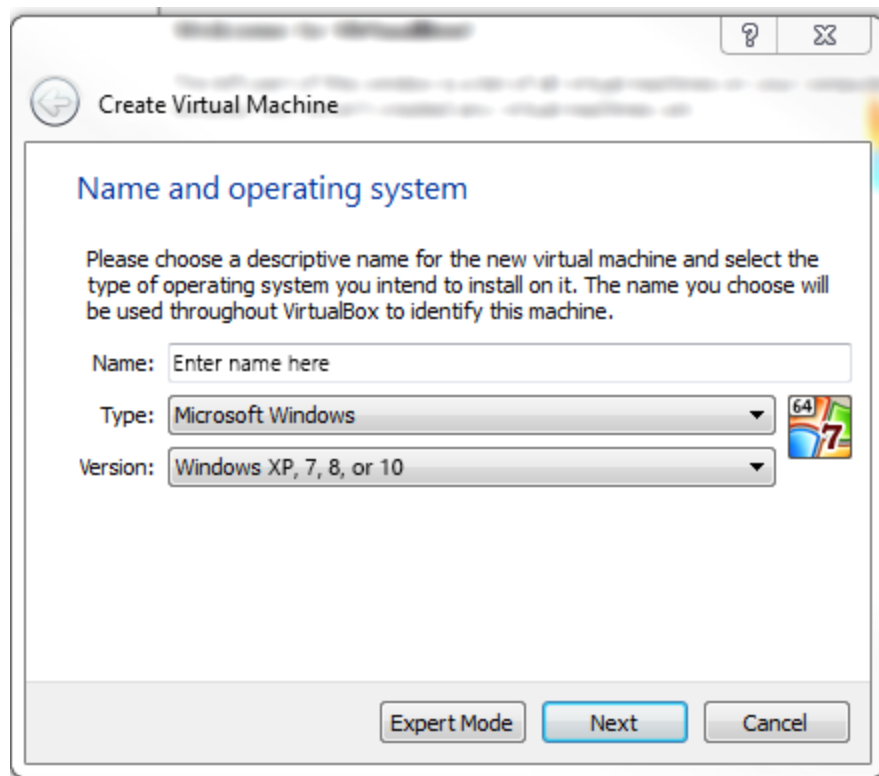 Welcome to VirtualBox!
Create Virtual Machine
Name and operating system
Please choose a descriptive name for the new virtual machine and select the
type of operating system you intend to install on it. The name you choose will
be used throughout VirtualBox to identify this machine.
Name: Enter name here
Type: Microsoft Windows
64
7
Version: Windows XP, 7, 8, or 10
Expert Mode Next Cancel